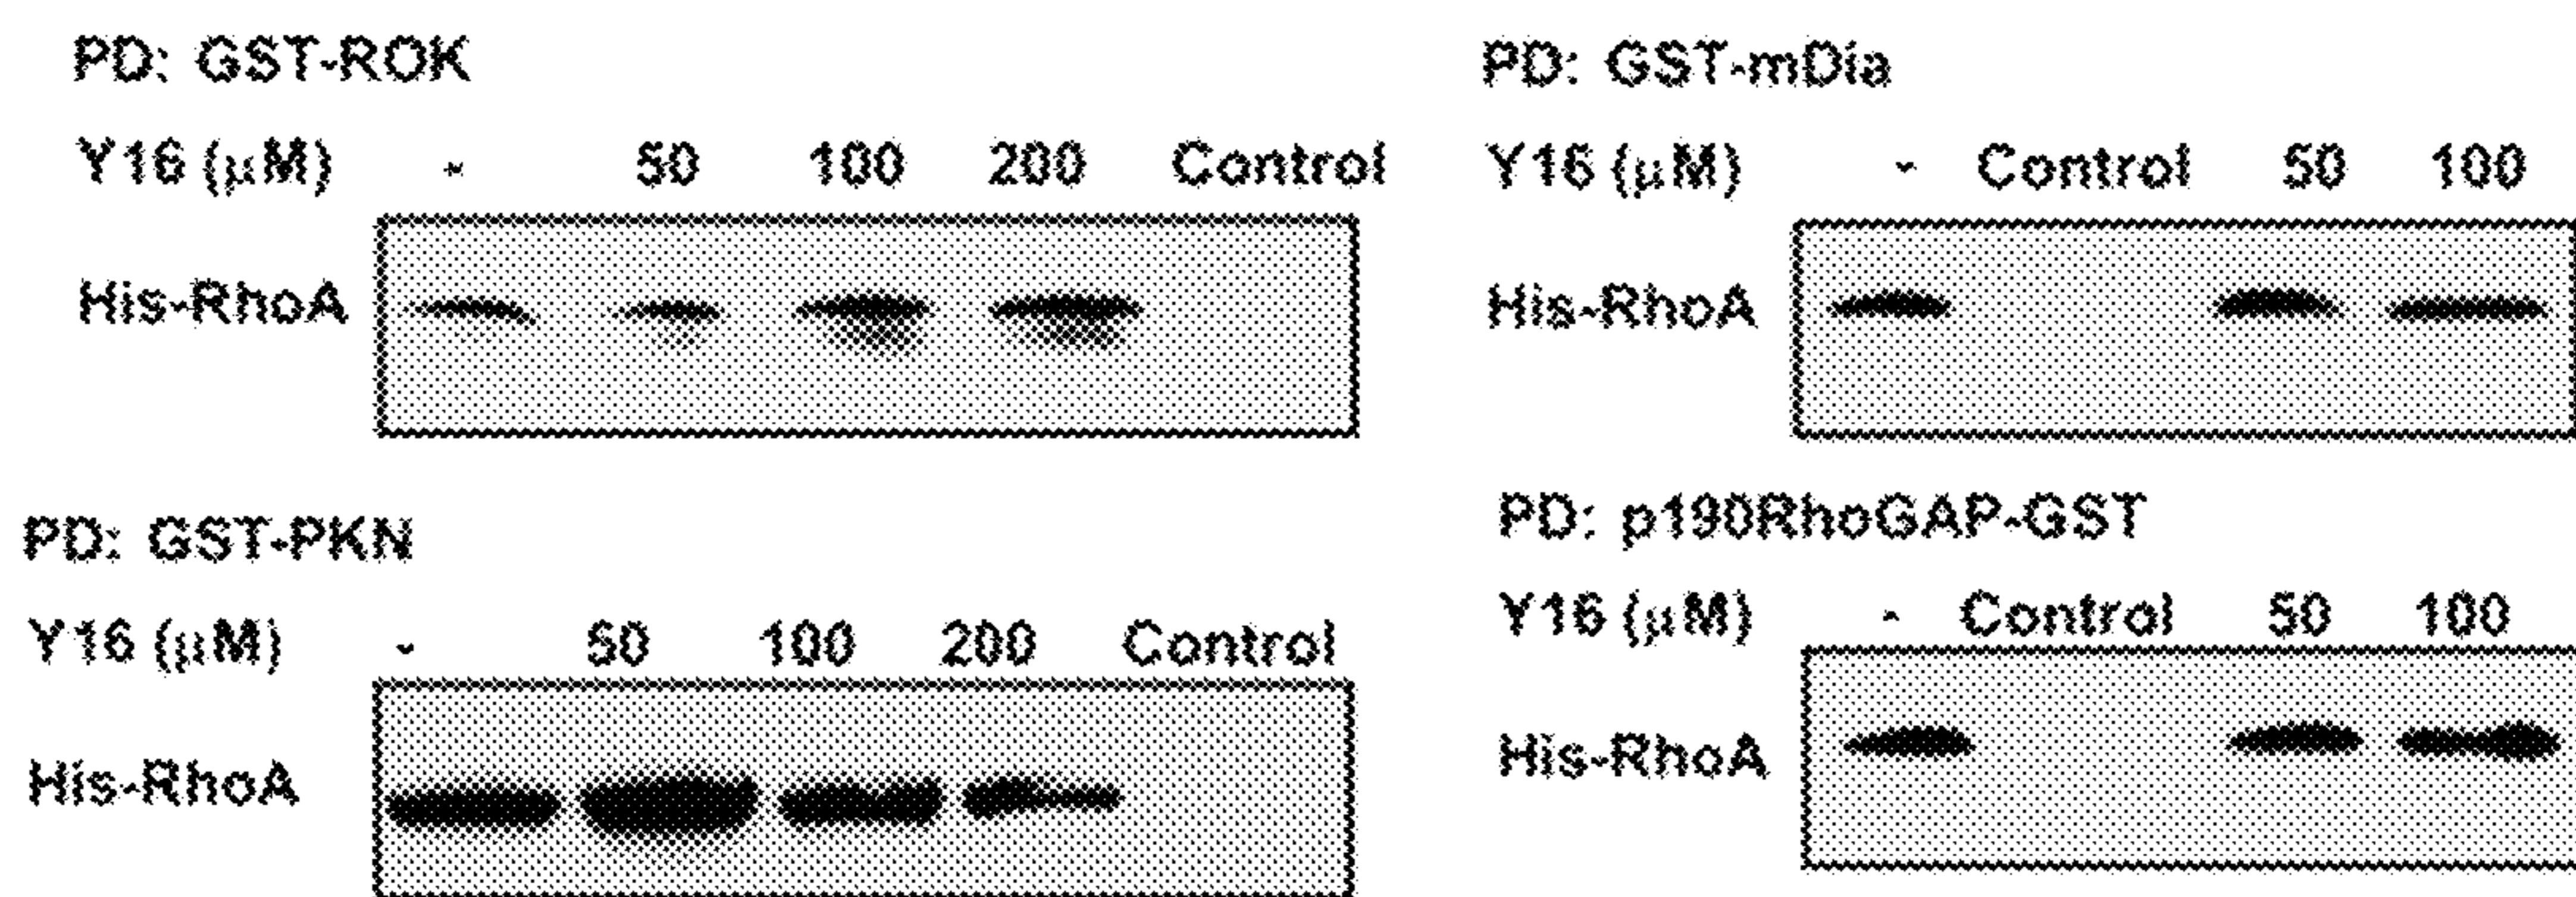 PD: GST-ROK
Y16 (μM) - 50 100 200 Control
His-RhoA
PD: GST-mDia
Y16 (μM) - Control 50 100
His-RhoA
PD: GST-PKN
Y16 (μM) - 50 100 200 Control
His-RhoA
PD: p190RhoGAP-GST
Y16 (μM) - Control 50 100
His-RhoA